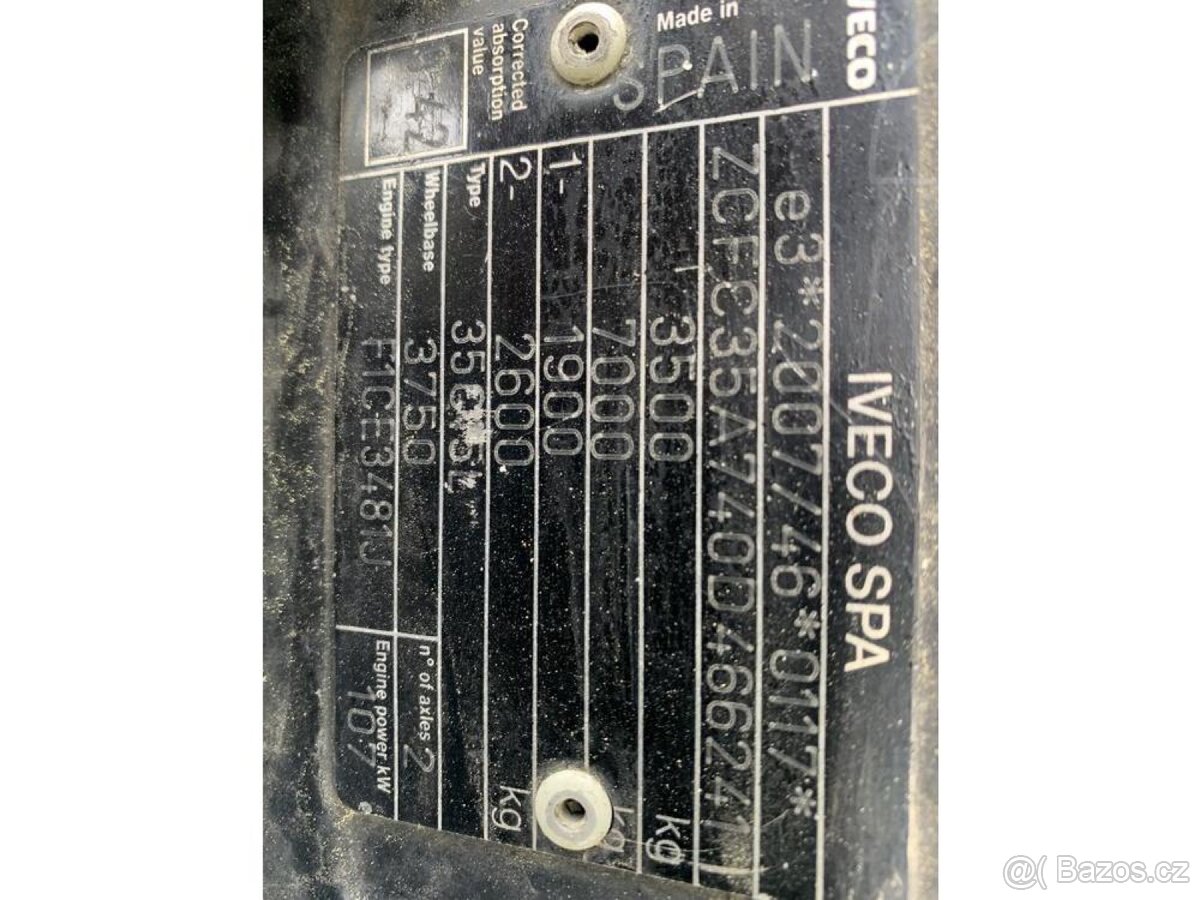 IVECO SPA
e3*2007/46*0117*
ZCFC35A740D466241
3500 kg
7000 kg
1- 1900
2- 2600 kg
Type
Wheelbase 3750 n° of axles 2
Engine type F1CE3481J Engine power kW 107
IVECO
Made in
SPAIN
Corrected
absorption
value
@( Bazos.cz